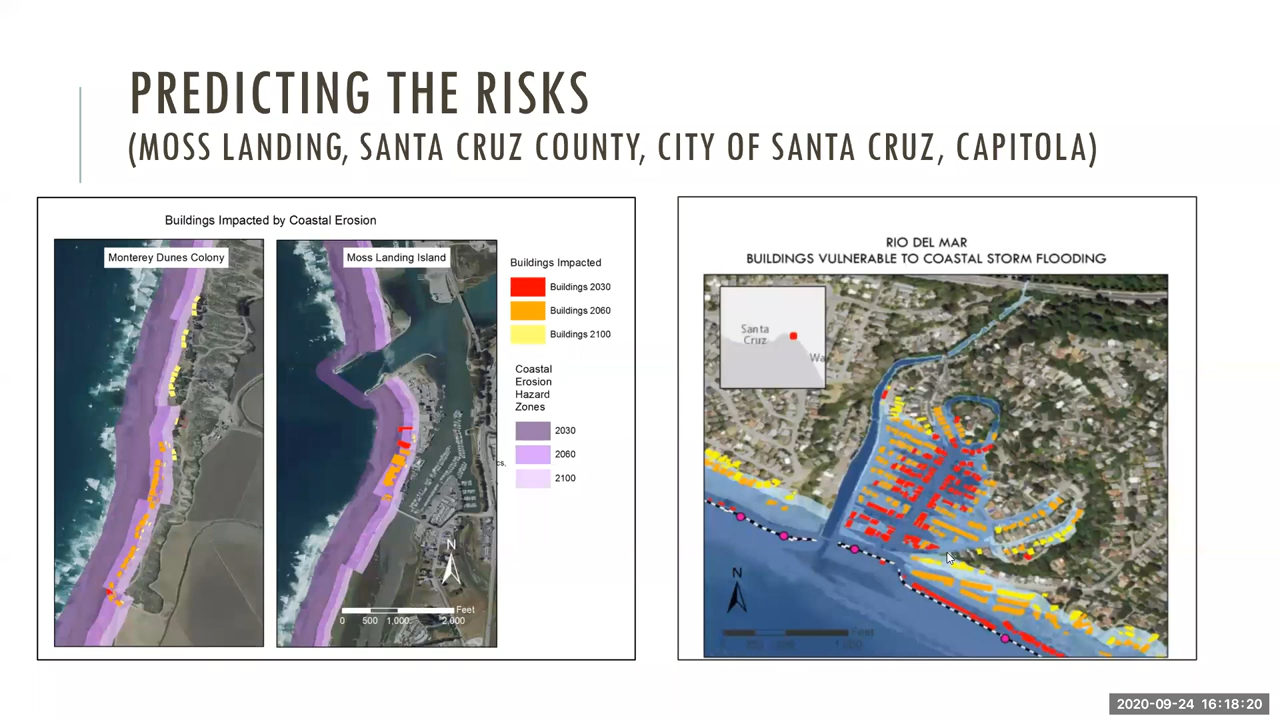 PREDICTING THE RISKS
(MOSS LANDING, SANTA CRUZ COUNTY, CITY OF SANTA CRUZ, CAPITOLA)
Buildings Impacted by Coastal Erosion
Monterey Dunes Colony
Moss Landing Island
Buildings Impacted
Buildings 2030
Buildings 2060
Buildings 2100
Coastal
Erosion
Hazard
Zones
2030
2060
2100
cs,
N
Feet
0 500 1,000 2,000
RIO DEL MAR
BUILDINGS VULNERABLE TO COASTAL STORM FLOODING
Santa
Cruz
Wa
N
Feet
2020-09-24 16:18:20